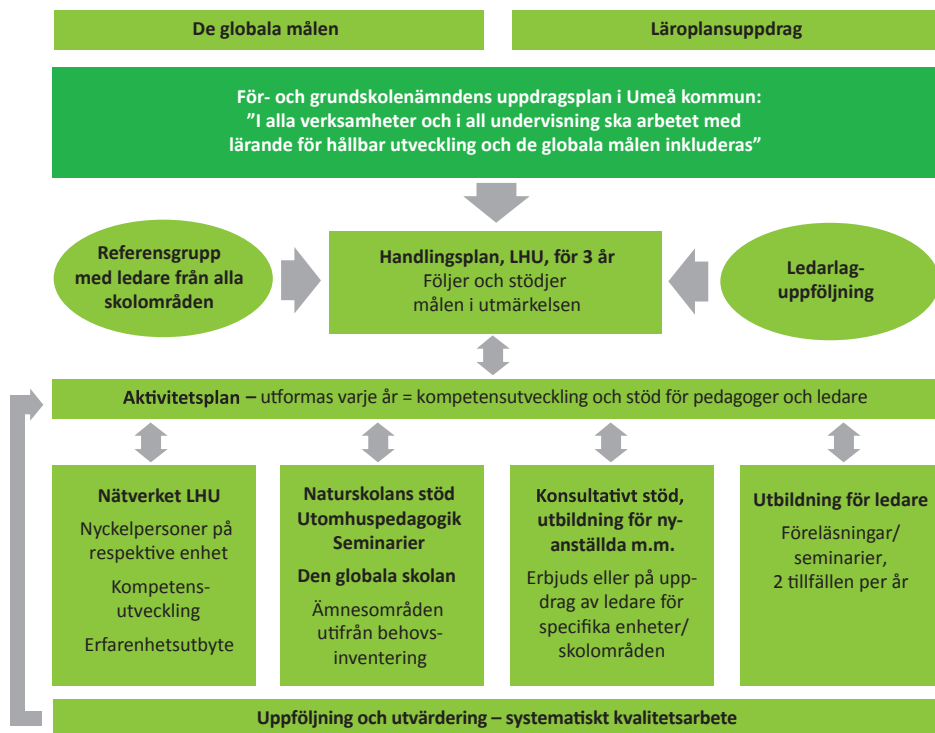 De globala målen
Läroplansuppdrag
För- och grundskolenämndens uppdragsplan i Umeå kommun:
”I alla verksamheter och i all undervisning ska arbetet med
lärande för hållbar utveckling och de globala målen inkluderas”
Referensgrupp
med ledare från alla
skolområden
Handlingsplan, LHU, för 3 år
Följer och stödjer
målen i utmärkelsen
Ledarlag-
uppföljning
Aktivitetsplan – utformas varje år = kompetensutveckling och stöd för pedagoger och ledare
Nätverket LHU
Nyckelpersoner på
respektive enhet
Kompetens-
utveckling
Erfarenhetsutbyte
Naturskolans stöd
Utomhuspedagogik
Seminarier
Den globala skolan
Ämnesområden
utifrån behovs-
inventering
Konsultativt stöd,
utbildning för ny-
anställda m.m.
Erbjuds eller på upp-
drag av ledare för
specifika enheter/
skolområden
Utbildning för ledare
Föreläsningar/
seminarier,
2 tillfällen per år
Uppföljning och utvärdering – systematiskt kvalitetsarbete